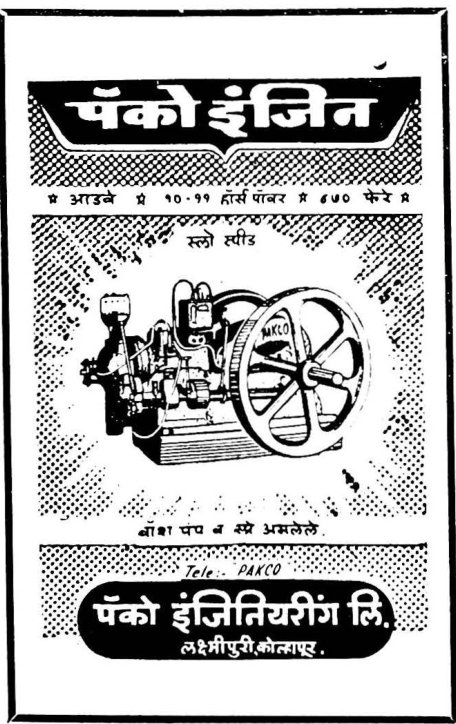 पॅको इंजिन
☆ आडवे ☆ १०-११ हॉर्स पॉवर ☆ ६५० फेरे ☆
स्लो स्पीड
PAKCO
बॉश पंप व स्प्रे असलेले.
Tele:- PAKCO
पॅको इंजिनियरींग लि.
लक्ष्मीपुरी, कोल्हापूर.